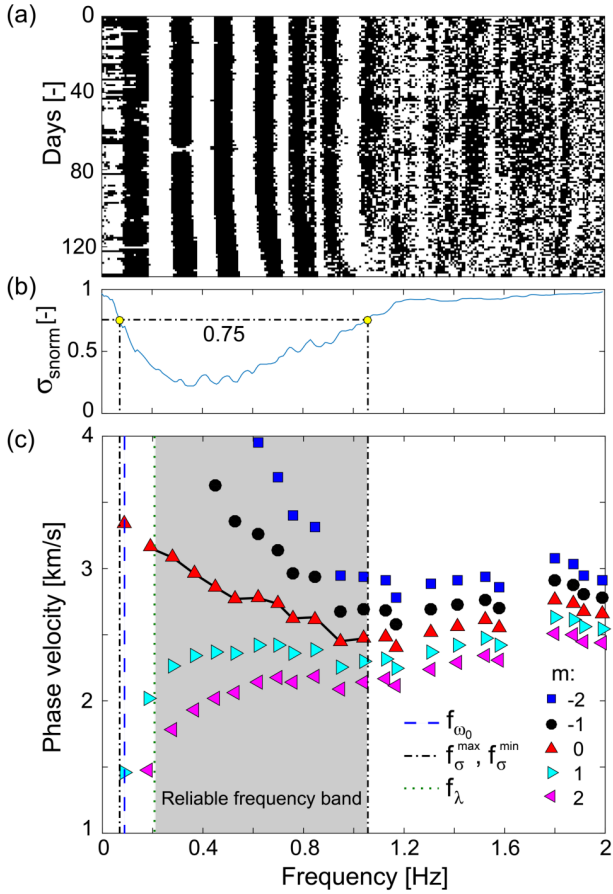 (a)
Days [-]
0
40
80
120
(b)
σsnorm [-]
1
0.5
0
0.75
(c)
Phase velocity [km/s]
4
3
2
1
m:
-2
-1
0
1
2
fω0
fσmax, fσmin
fλ
Reliable frequency band
0 0.4 0.8 1.2 1.6 2
Frequency [Hz]